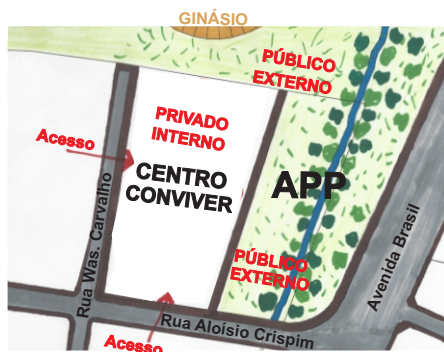 GINÁSIO
PÚBLICO
EXTERNO
PRIVADO
INTERNO
Acesso
CENTRO
CONVIVER
APP
Rua Was. Carvalho
PÚBLICO
EXTERNO
Avenida Brasil
Rua Aloísio Crispim
Acesso